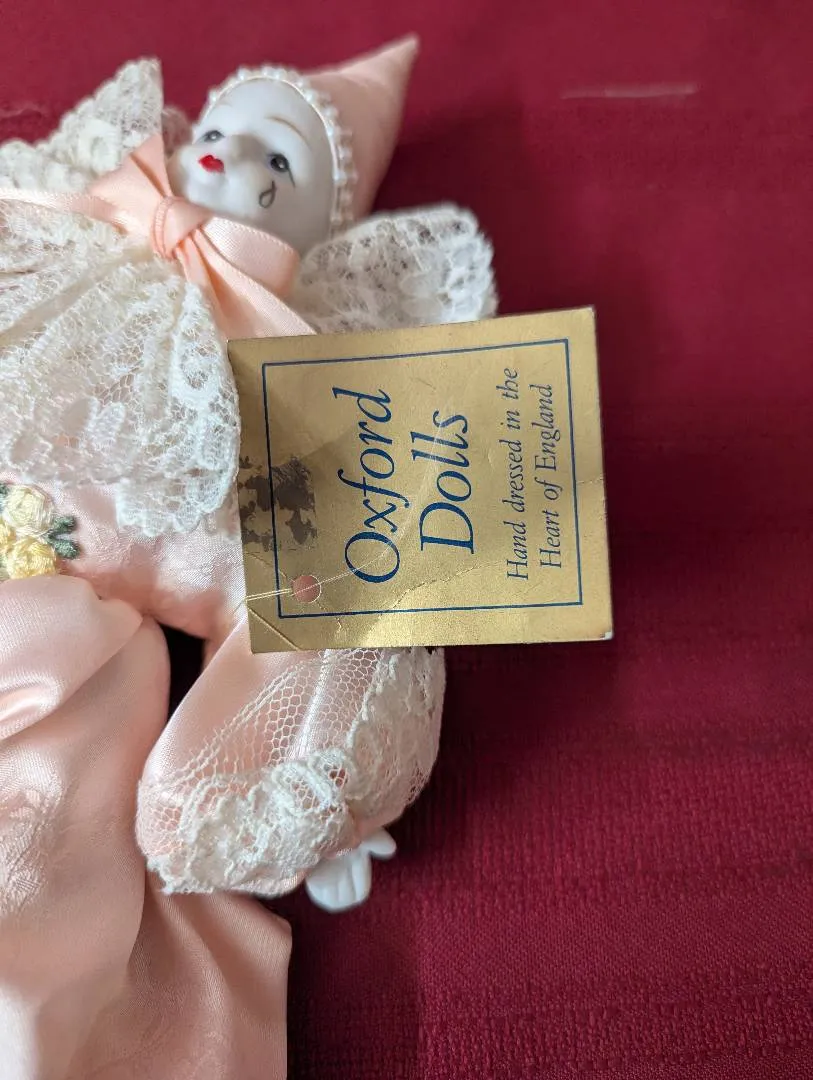 Oxford
Dolls
Hand dressed in the
Heart of England